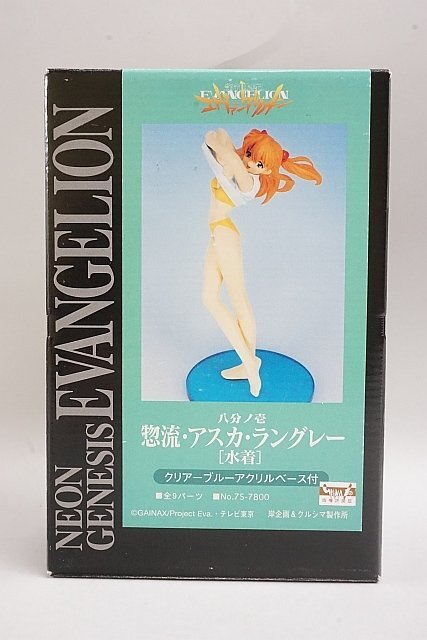 NEON
GENESIS EVANGELION
EVANGELION
八分ノ壱
惣流・アスカ・ラングレー
[水着]
クリアーブルーアクリルベース付
■全9パーツ ■No.75-7800
©GAINAX/Project Eva.・テレビ東京 岸企画&クルシマ製作所